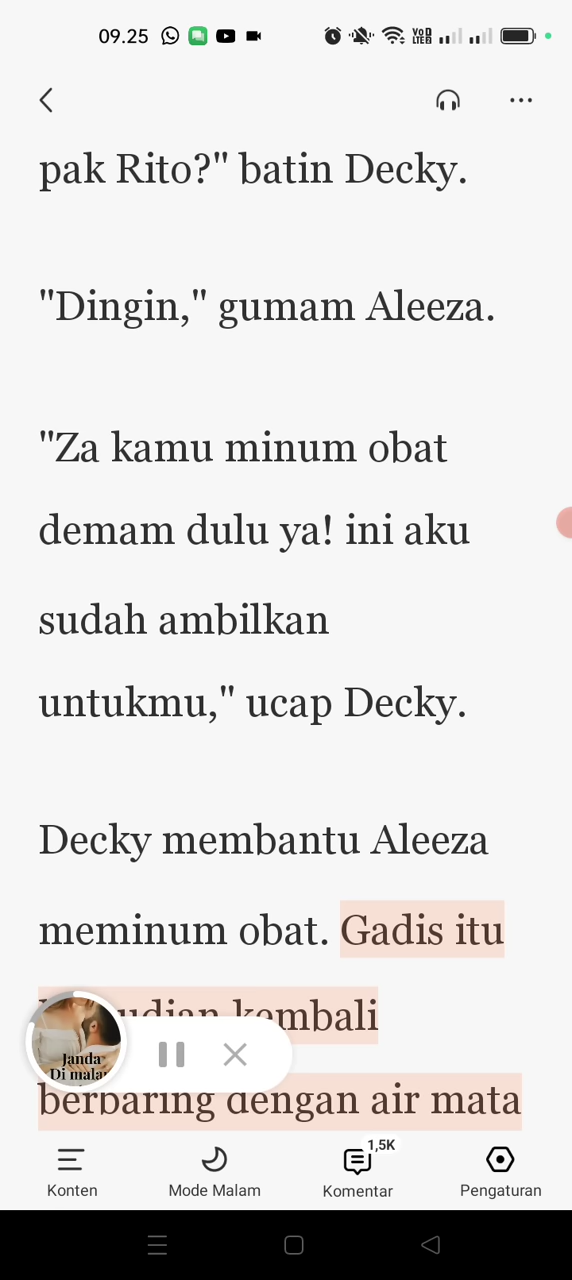 09.25
VoD LTE2
pak Rito?" batin Decky.
"Dingin," gumam Aleeza.
"Za kamu minum obat
demam dulu ya! ini aku
sudah ambilkan
untukmu," ucap Decky.
Decky membantu Aleeza
meminum obat. Gadis itu
kembali
berbaring dengan air mata
Janda
Di
1,5K
Konten
Mode Malam
Komentar
Pengaturan